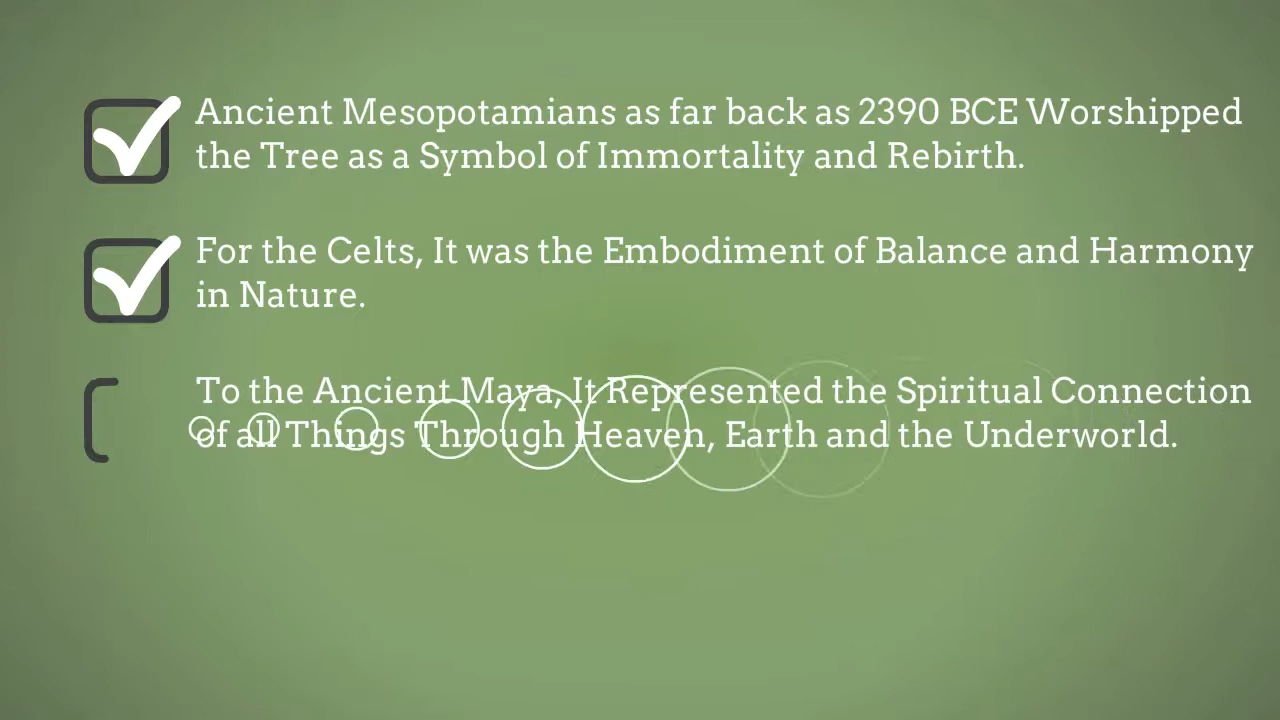 Ancient Mesopotamians as far back as 2390 BCE Worshipped
the Tree as a Symbol of Immortality and Rebirth.
For the Celts, It was the Embodiment of Balance and Harmony
in Nature.
To the Ancient Maya, It Represented the Spiritual Connection
of all Things Through Heaven, Earth and the Underworld.